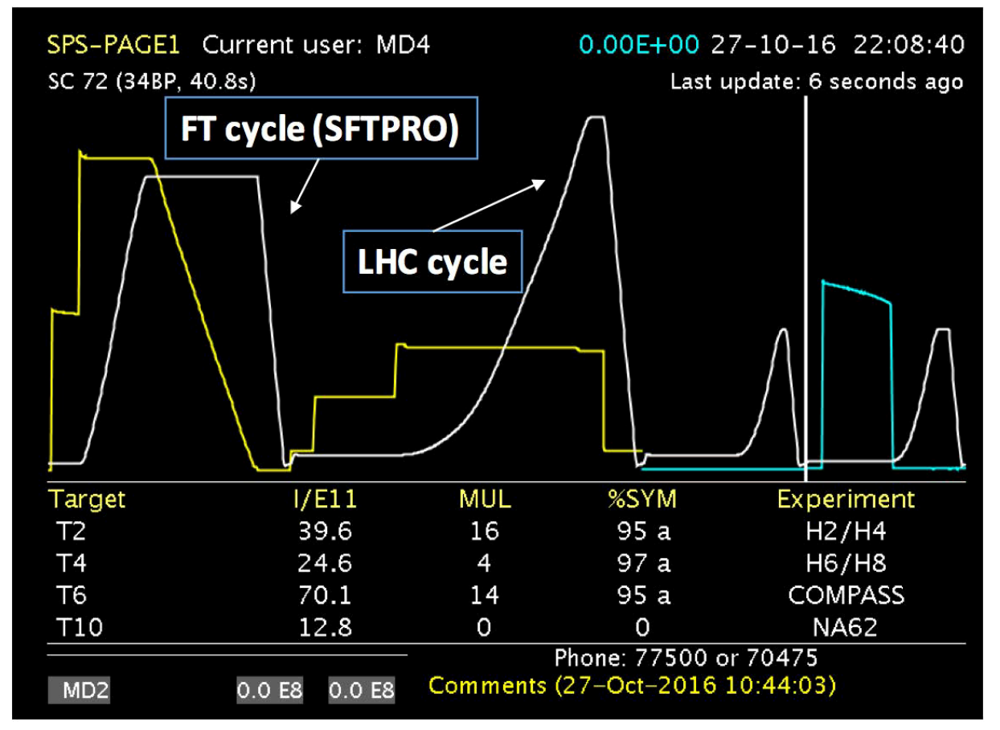 SPS-PAGE1 Current user: MD4 0.00E+00 27-10-16 22:08:40
SC 72 (34BP, 40.8s) Last update: 6 seconds ago
FT cycle (SFTPRO)
LHC cycle
Target I/E11 MUL %SYM Experiment
T2 39.6 16 95 a H2/H4
T4 24.6 4 97 a H6/H8
T6 70.1 14 95 a COMPASS
T10 12.8 0 0 NA62
Phone: 77500 or 70475
MD2 0.0 E8 0.0 E8 Comments (27-Oct-2016 10:44:03)